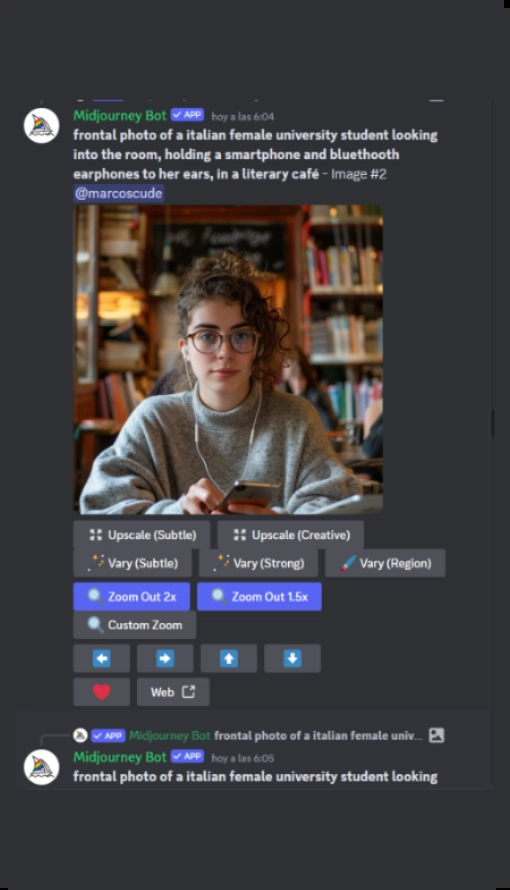 Midjourney Bot ✓ APP hoy a las 6:04
frontal photo of a italian female university student looking
into the room, holding a smartphone and bluethooth
earphones to her ears, in a literary café - Image #2
@marcoscude
Upscale (Subtle) Upscale (Creative)
Vary (Subtle) Vary (Strong) Vary (Region)
Zoom Out 2x Zoom Out 1.5x
Custom Zoom
Web
✓ APP Midjourney Bot frontal photo of a italian female univ...
Midjourney Bot ✓ APP hoy a las 6:05
frontal photo of a italian female university student looking